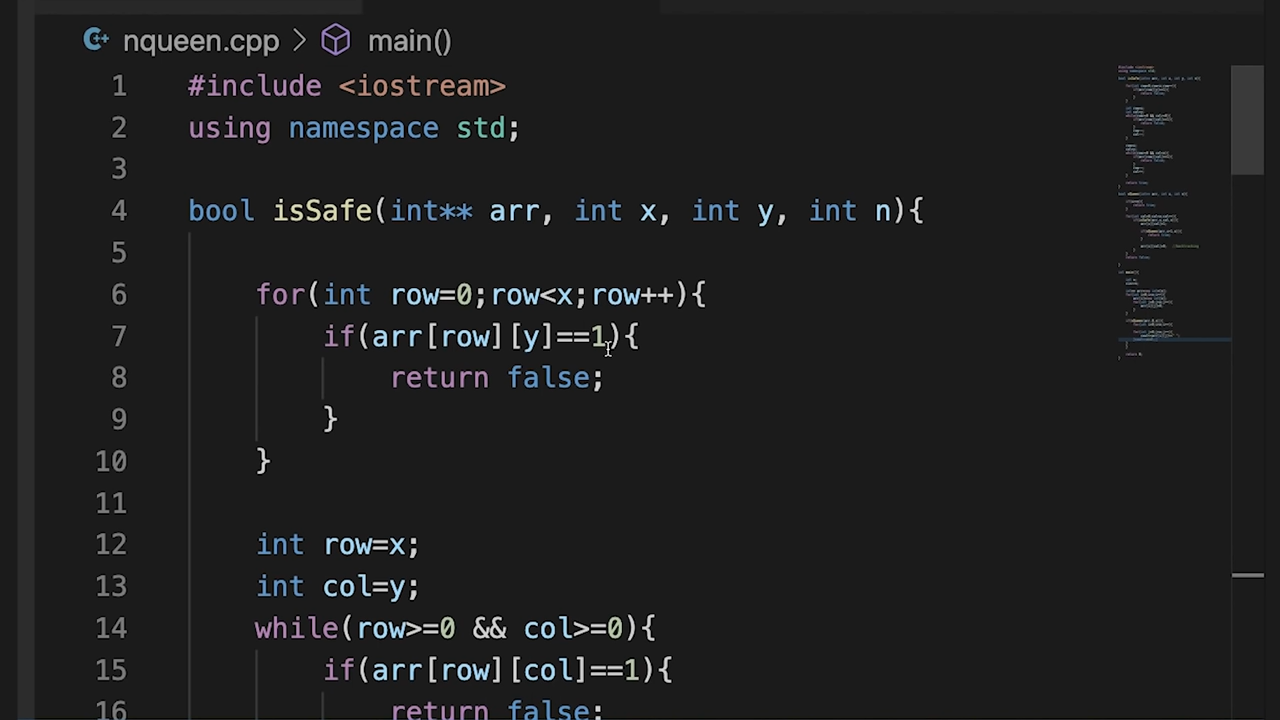 nqueen.cpp > main()
1 #include <iostream>
2 using namespace std;
3
4 bool isSafe(int** arr, int x, int y, int n){
5
6 for(int row=0;row<x;row++){
7 if(arr[row][y]==1){
8 return false;
9 }
10 }
11
12 int row=x;
13 int col=y;
14 while(row>=0 && col>=0){
15 if(arr[row][col]==1){
16 return false;